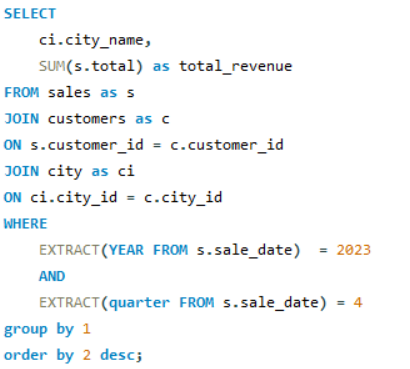 SELECT
    ci.city_name,
    SUM(s.total) as total_revenue
FROM sales as s
JOIN customers as c
ON s.customer_id = c.customer_id
JOIN city as ci
ON ci.city_id = c.city_id
WHERE
    EXTRACT(YEAR FROM s.sale_date)  = 2023
    AND
    EXTRACT(quarter FROM s.sale_date) = 4
group by 1
order by 2 desc;